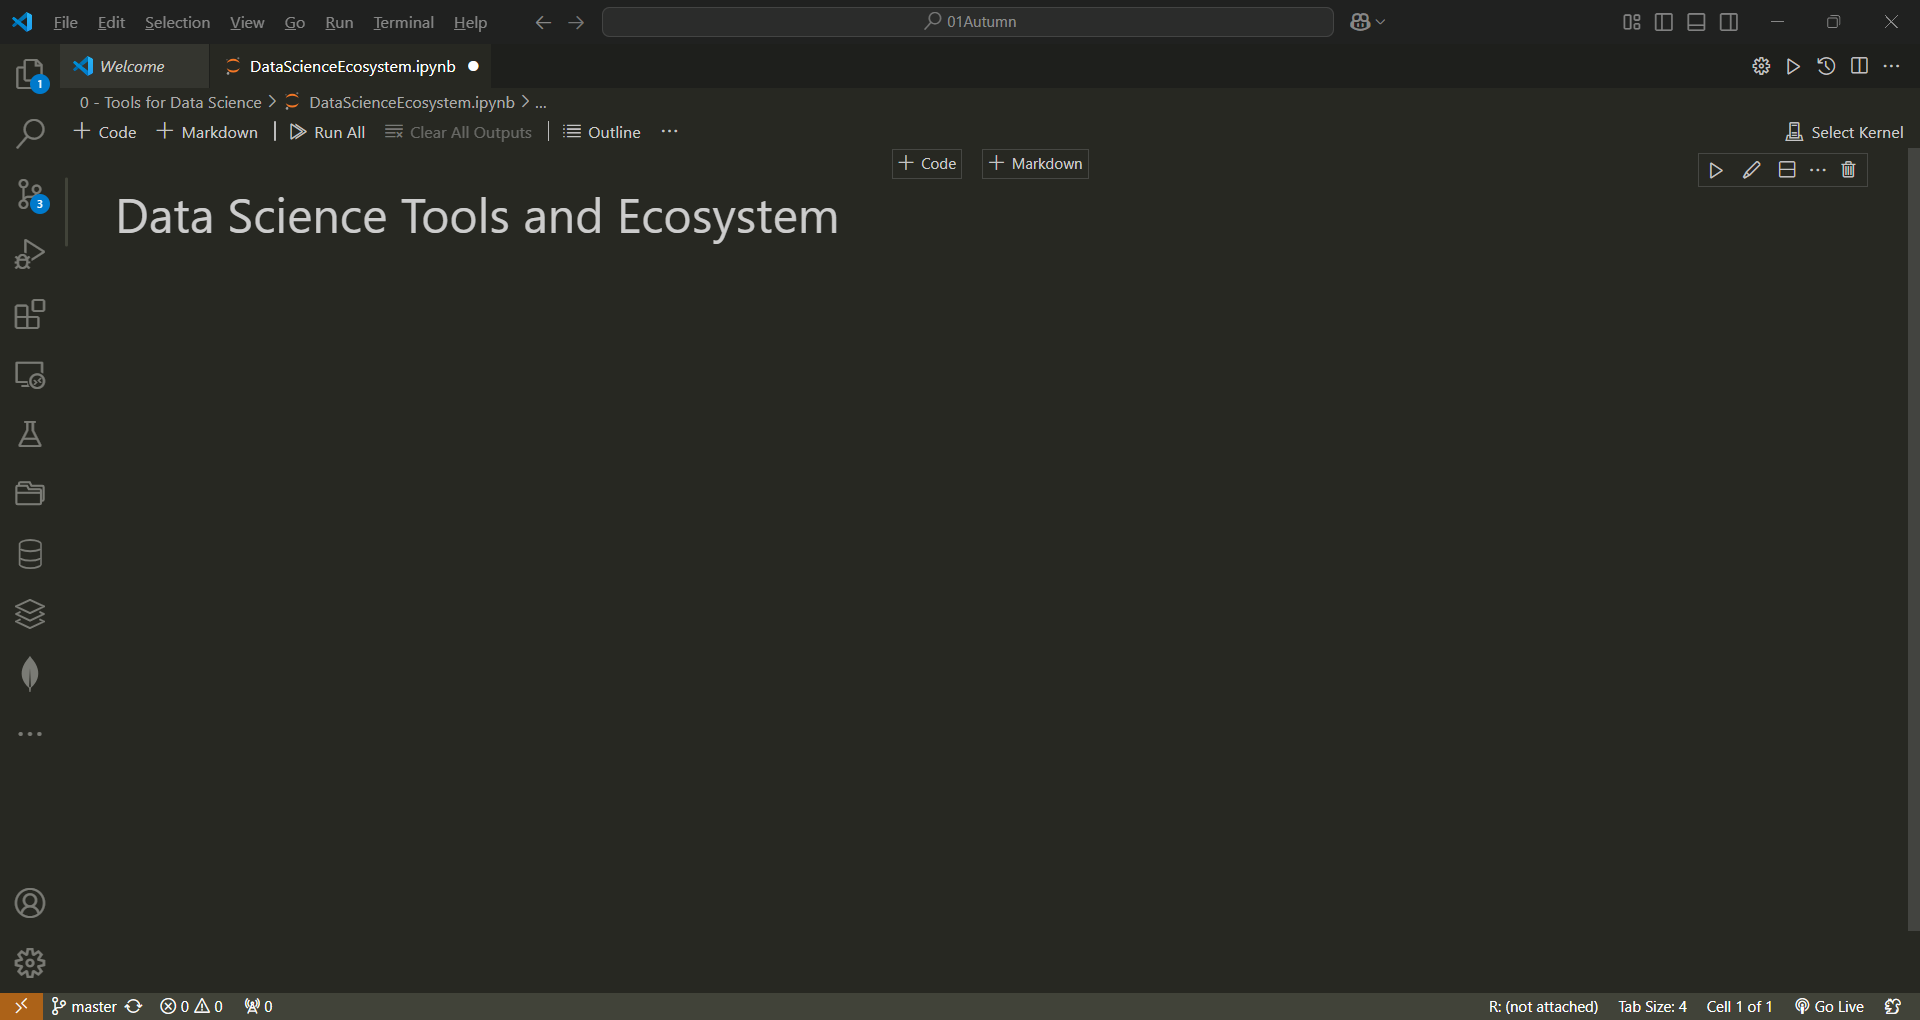 File Edit Selection View Go Run Terminal Help 01Autumn
1 Welcome DataScienceEcosystem.ipynb
0 - Tools for Data Science > DataScienceEcosystem.ipynb > ...
+ Code + Markdown | Run All Clear All Outputs | Outline ... Select Kernel
+ Code + Markdown
3
Data Science Tools and Ecosystem
master 0 0 0 R: (not attached) Tab Size: 4 Cell 1 of 1 Go Live